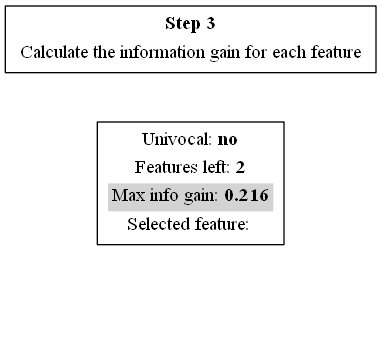 Step 3
Calculate the information gain for each feature
Univocal: no
Features left: 2
Max info gain: 0.216
Selected feature: